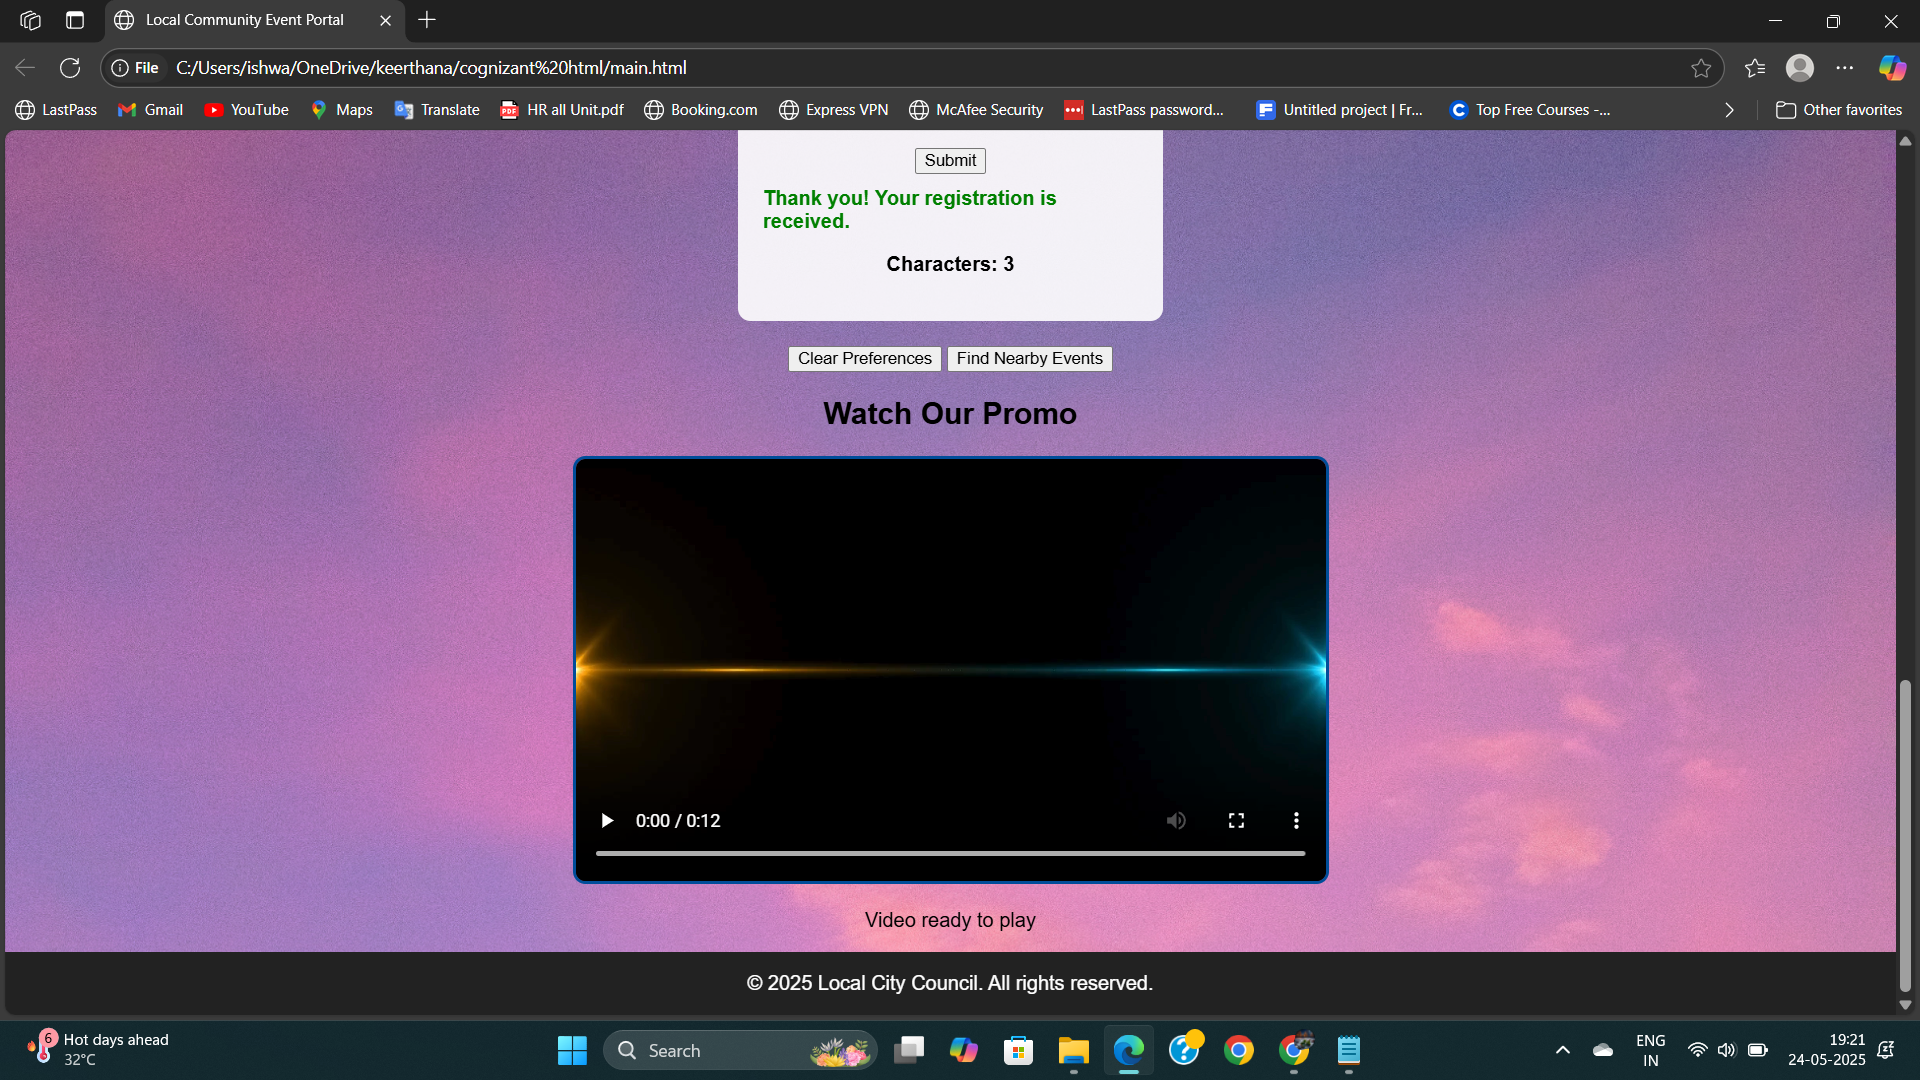 Local Community Event Portal
File
C:/Users/ishwa/OneDrive/keerthana/cognizant%20html/main.html
LastPass
Gmail
YouTube
Maps
Translate
PDF
HR all Unit.pdf
Booking.com
Express VPN
McAfee Security
LastPass password...
Untitled project | Fr...
Top Free Courses -...
Other favorites
Submit
Thank you! Your registration is
received.
Characters: 3
Clear Preferences
Find Nearby Events
Watch Our Promo
0:00 / 0:12
Video ready to play
© 2025 Local City Council. All rights reserved.
6
Hot days ahead
32°C
Search
ENG
IN
19:21
24-05-2025